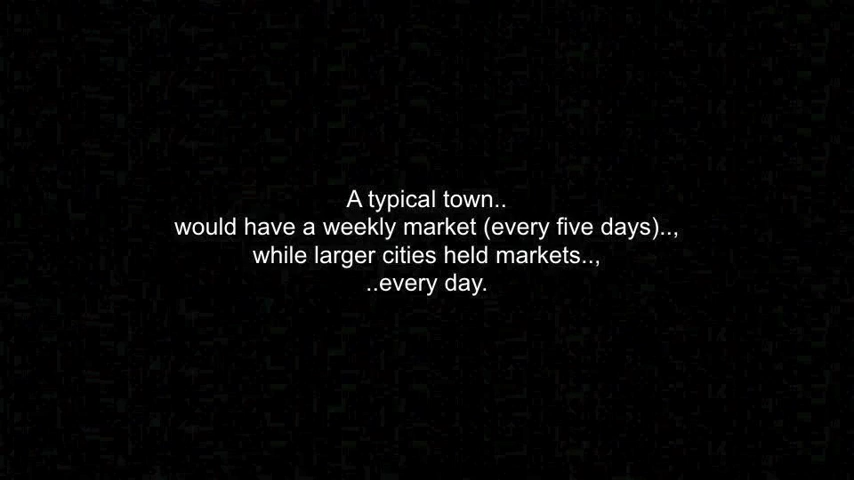 A typical town..
would have a weekly market (every five days)..,
while larger cities held markets..,
..every day.